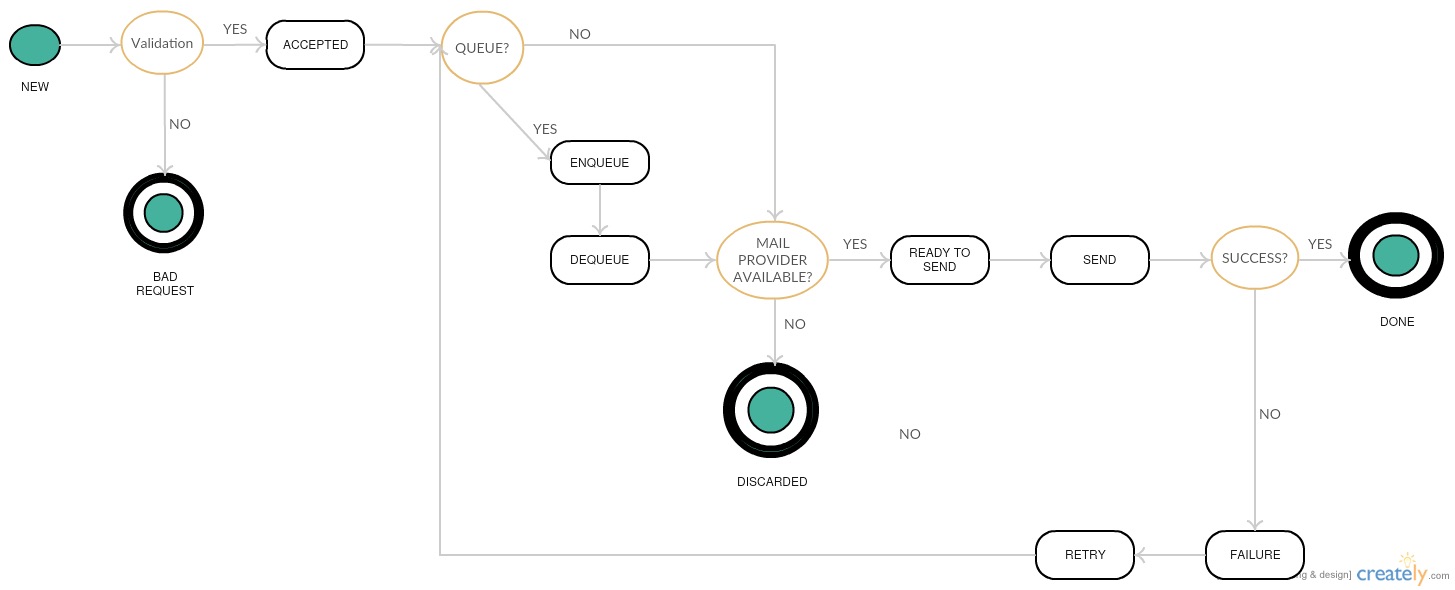 YES
NO
Validation
ACCEPTED
QUEUE?
NEW
NO
YES
ENQUEUE
BAD
REQUEST
DEQUEUE
MAIL
PROVIDER
AVAILABLE?
YES
READY TO
SEND
SEND
SUCCESS?
YES
DONE
NO
NO
NO
DISCARDED
RETRY
FAILURE
& design]
creately.com